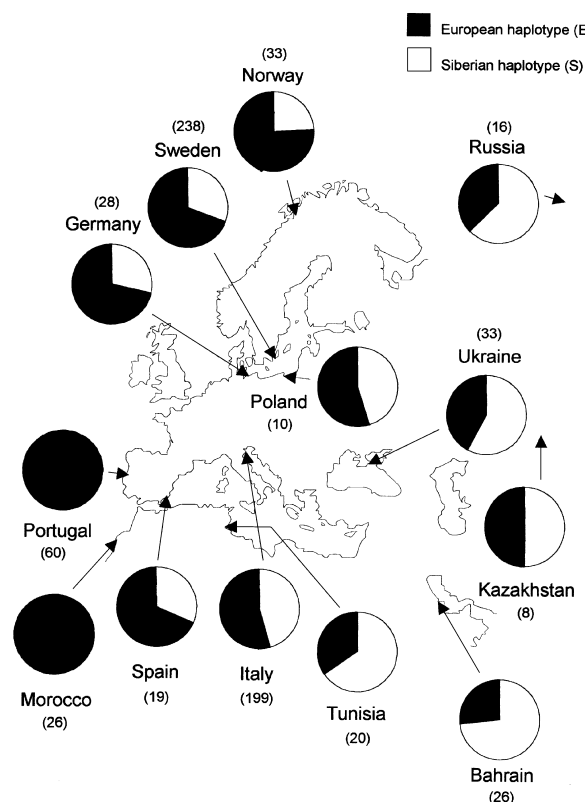 European haplotype (E
Siberian haplotype (S)
(33)
Norway
(238)
Sweden
(16)
Russia
(28)
Germany
(33)
Ukraine
Poland
(10)
Portugal
(60)
Kazakhstan
(8)
Morocco
(26)
Spain
(19)
Italy
(199)
Tunisia
(20)
Bahrain
(26)